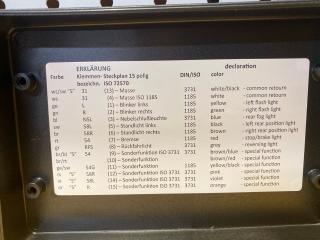 ERKLÄRUNG declaration
Farbe Klemmen- Steckplan 15 polig DIN/ISO color
bezeichn. ISO 72570
ws/sw "S" 31 (13) – Masse 3731 white/black - common return
ws 31 (4) – Masse ISO 1185 1185 white - common return
ge L (1) – Blinker links 1185 yellow - left flash light
gn R (2) – Blinker rechts 1185 green - right flash light
bl NSL (3) – Nebelschlußleuchte 3731 blue - rear fog light
sw 58L (5) – Standlicht links 1185 black - left rear position light
br 58R (6) – Standlicht rechts 1185 brown - right rear position light
rt (7) – Bremse 1185 red - stop/brake light
gr RFS (8) – Rückfahrlicht 3731 grey - reversing light
br/bl "S" 54 (9) – Sonderfunktion ISO 3731 3731 brown/blue - special function
br/rt (10) – Sonderfunktion brown/red - special function
ge/sw 54G (11) – Sonderfunktion 1185 yellow/black - special function
rs "S" 58R (12) – Sonderfunktion ISO 3731 3731 pink - special function
vi "S" 58L (14) – Sonderfunktion ISO 3731 3731 violet - special function
or "S" R (15) – Sonderfunktion ISO 3731 3731 orange - special function